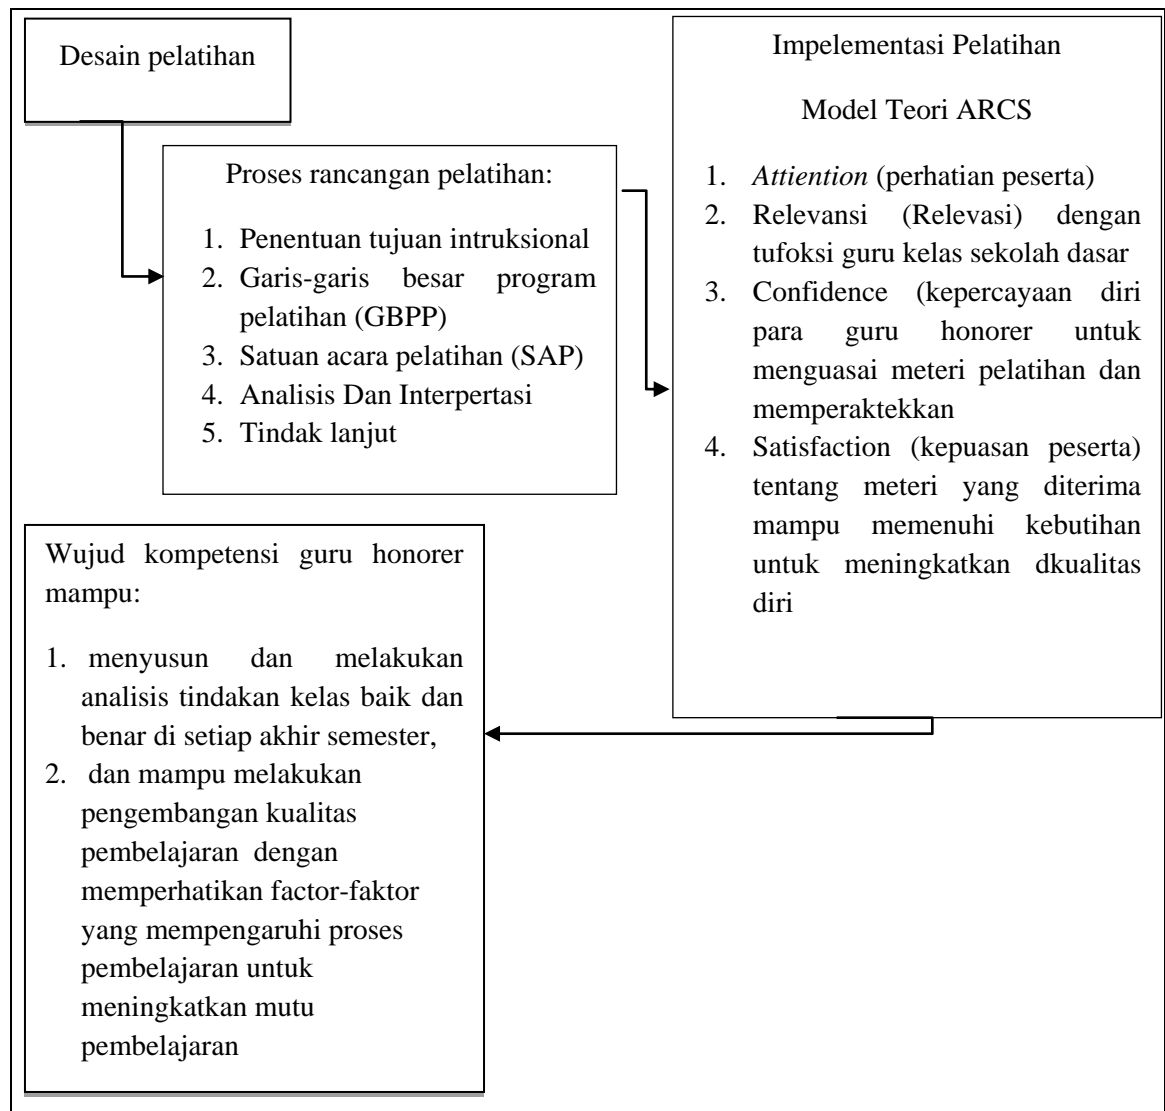 Desain pelatihan
Proses rancangan pelatihan:
1. Penentuan tujuan intruksional
2. Garis-garis besar program
pelatihan (GBPP)
3. Satuan acara pelatihan (SAP)
4. Analisis Dan Interpertasi
5. Tindak lanjut
Impelementasi Pelatihan
Model Teori ARCS
1. Attiention (perhatian peserta)
2. Relevansi (Relevasi) dengan
tufoksi guru kelas sekolah dasar
3. Confidence (kepercayaan diri
para guru honorer untuk
menguasai meteri pelatihan dan
memperaktekkan
4. Satisfaction (kepuasan peserta)
tentang meteri yang diterima
mampu memenuhi kebutihan
untuk meningkatkan dkualitas
diri
Wujud kompetensi guru honorer
mampu:
1. menyusun dan melakukan
analisis tindakan kelas baik dan
benar di setiap akhir semester,
2. dan mampu melakukan
pengembangan kualitas
pembelajaran dengan
memperhatikan factor-faktor
yang mempengaruhi proses
pembelajaran untuk
meningkatkan mutu
pembelajaran